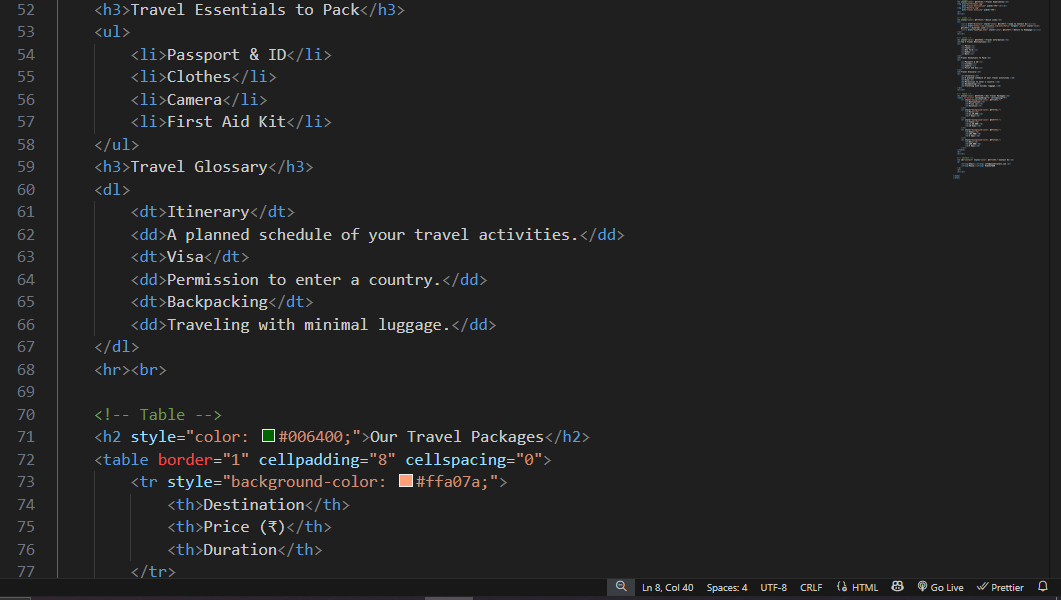 52 <h3>Travel Essentials to Pack</h3>
53 <ul>
54 <li>Passport & ID</li>
55 <li>Clothes</li>
56 <li>Camera</li>
57 <li>First Aid Kit</li>
58 </ul>
59 <h3>Travel Glossary</h3>
60 <dl>
61 <dt>Itinerary</dt>
62 <dd>A planned schedule of your travel activities.</dd>
63 <dt>Visa</dt>
64 <dd>Permission to enter a country.</dd>
65 <dt>Backpacking</dt>
66 <dd>Traveling with minimal luggage.</dd>
67 </dl>
68 <hr><br>
69
70 <!-- Table -->
71 <h2 style="color: #006400;">Our Travel Packages</h2>
72 <table border="1" cellpadding="8" cellspacing="0">
73 <tr style="background-color: #ffa07a;">
74 <th>Destination</th>
75 <th>Price (₹)</th>
76 <th>Duration</th>
77 </tr>
Ln 8, Col 40 Spaces: 4 UTF-8 CRLF {} HTML Go Live Prettier